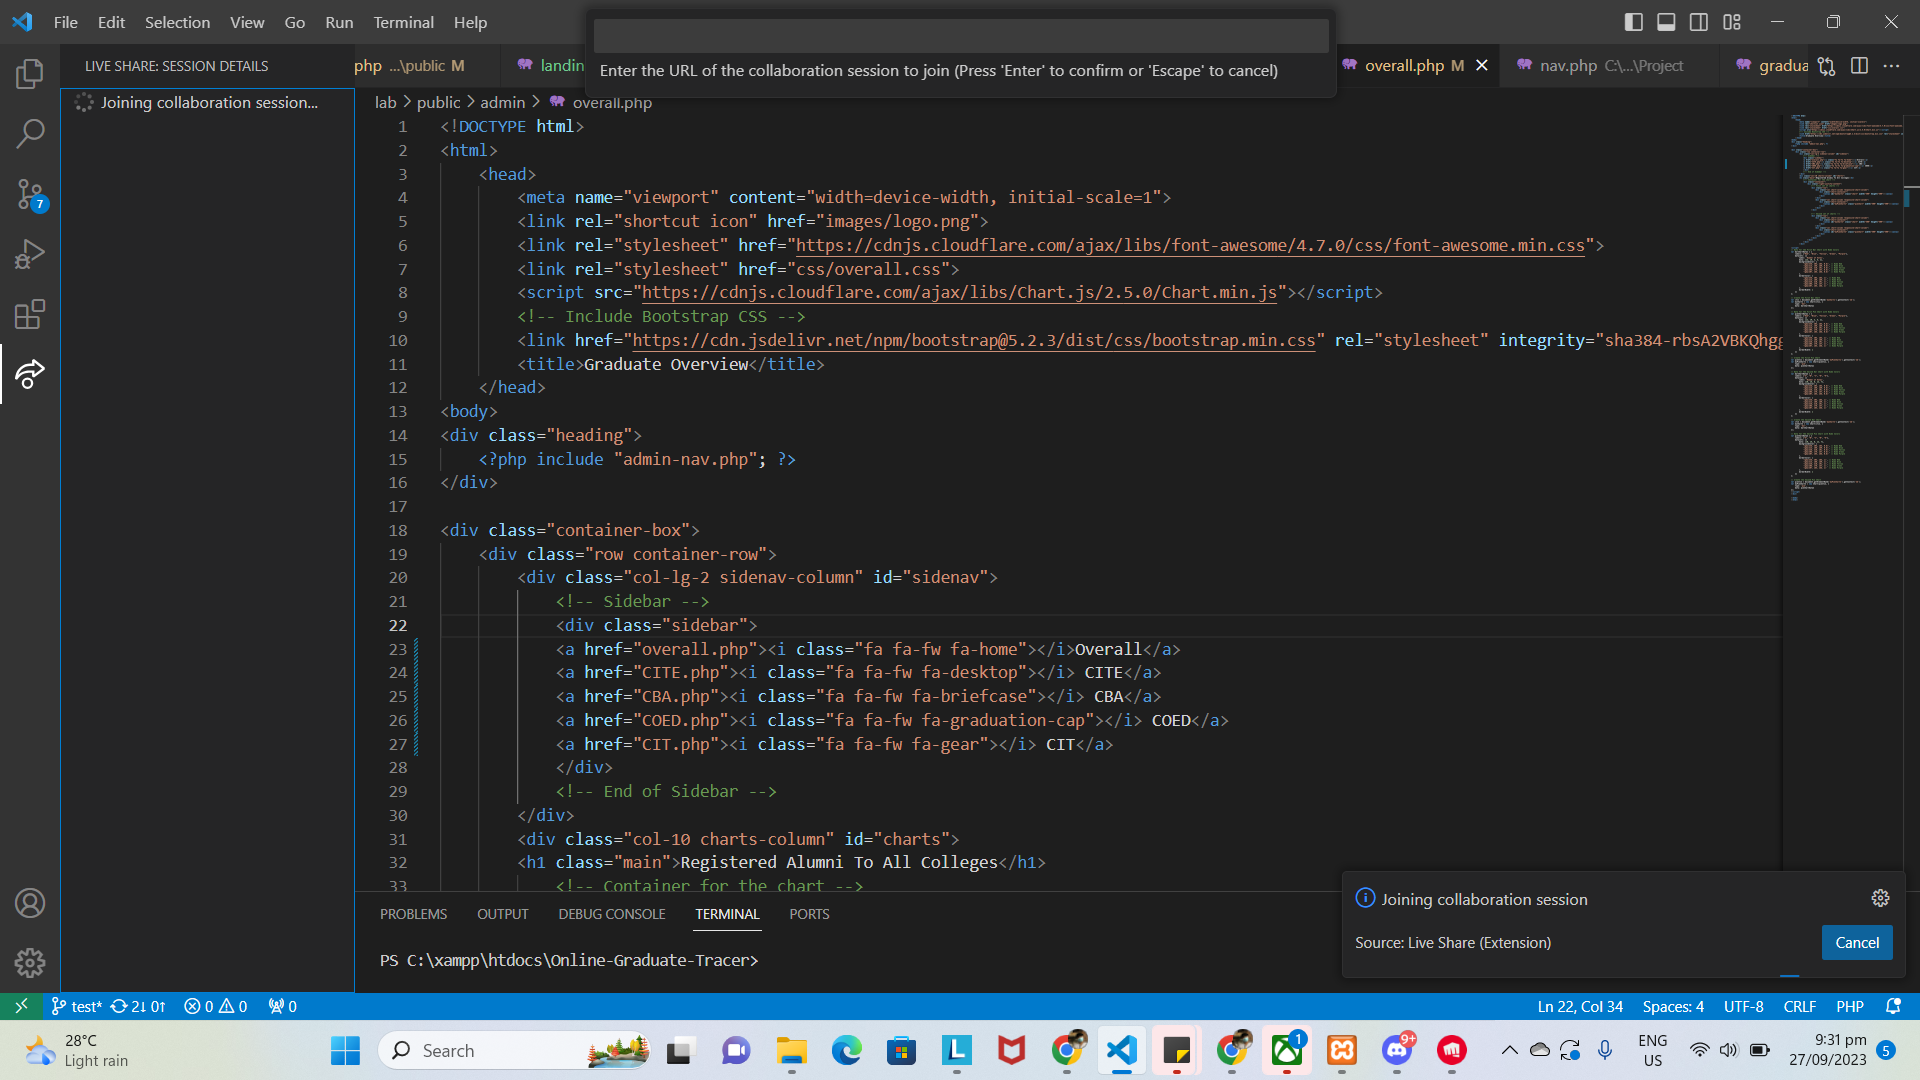 File Edit Selection View Go Run Terminal Help
Enter the URL of the collaboration session to join (Press 'Enter' to confirm or 'Escape' to cancel)
LIVE SHARE: SESSION DETAILS
php ...\public M
landin
overall.php M
nav.php C:\...\Project
gradua
Joining collaboration session...
lab > public > admin > overall.php
1 <!DOCTYPE html>
2 <html>
3 <head>
4 <meta name="viewport" content="width=device-width, initial-scale=1">
5 <link rel="shortcut icon" href="images/logo.png">
6 <link rel="stylesheet" href="https://cdnjs.cloudflare.com/ajax/libs/font-awesome/4.7.0/css/font-awesome.min.css">
7 <link rel="stylesheet" href="css/overall.css">
8 <script src="https://cdnjs.cloudflare.com/ajax/libs/Chart.js/2.5.0/Chart.min.js"></script>
9 <!-- Include Bootstrap CSS -->
10 <link href="https://cdn.jsdelivr.net/npm/bootstrap@5.2.3/dist/css/bootstrap.min.css" rel="stylesheet" integrity="sha384-rbsA2VBKQhgg
11 <title>Graduate Overview</title>
12 </head>
13 <body>
14 <div class="heading">
15 <?php include "admin-nav.php"; ?>
16 </div>
17
18 <div class="container-box">
19 <div class="row container-row">
20 <div class="col-lg-2 sidenav-column" id="sidenav">
21 <!-- Sidebar -->
22 <div class="sidebar">
23 <a href="overall.php"><i class="fa fa-fw fa-home"></i>Overall</a>
24 <a href="CITE.php"><i class="fa fa-fw fa-desktop"></i> CITE</a>
25 <a href="CBA.php"><i class="fa fa-fw fa-briefcase"></i> CBA</a>
26 <a href="COED.php"><i class="fa fa-fw fa-graduation-cap"></i> COED</a>
27 <a href="CIT.php"><i class="fa fa-fw fa-gear"></i> CIT</a>
28 </div>
29 <!-- End of Sidebar -->
30 </div>
31 <div class="col-10 charts-column" id="charts">
32 <h1 class="main">Registered Alumni To All Colleges</h1>
33 <!-- Container for the chart -->
7
PROBLEMS OUTPUT DEBUG CONSOLE TERMINAL PORTS
PS C:\xampp\htdocs\Online-Graduate-Tracer>
Joining collaboration session
Source: Live Share (Extension)
Cancel
test* 2↓ 0↑ 0 0 0
Ln 22, Col 34 Spaces: 4 UTF-8 CRLF PHP
28°C
Light rain
Search
1
9+
ENG
US
9:31 pm
27/09/2023
5